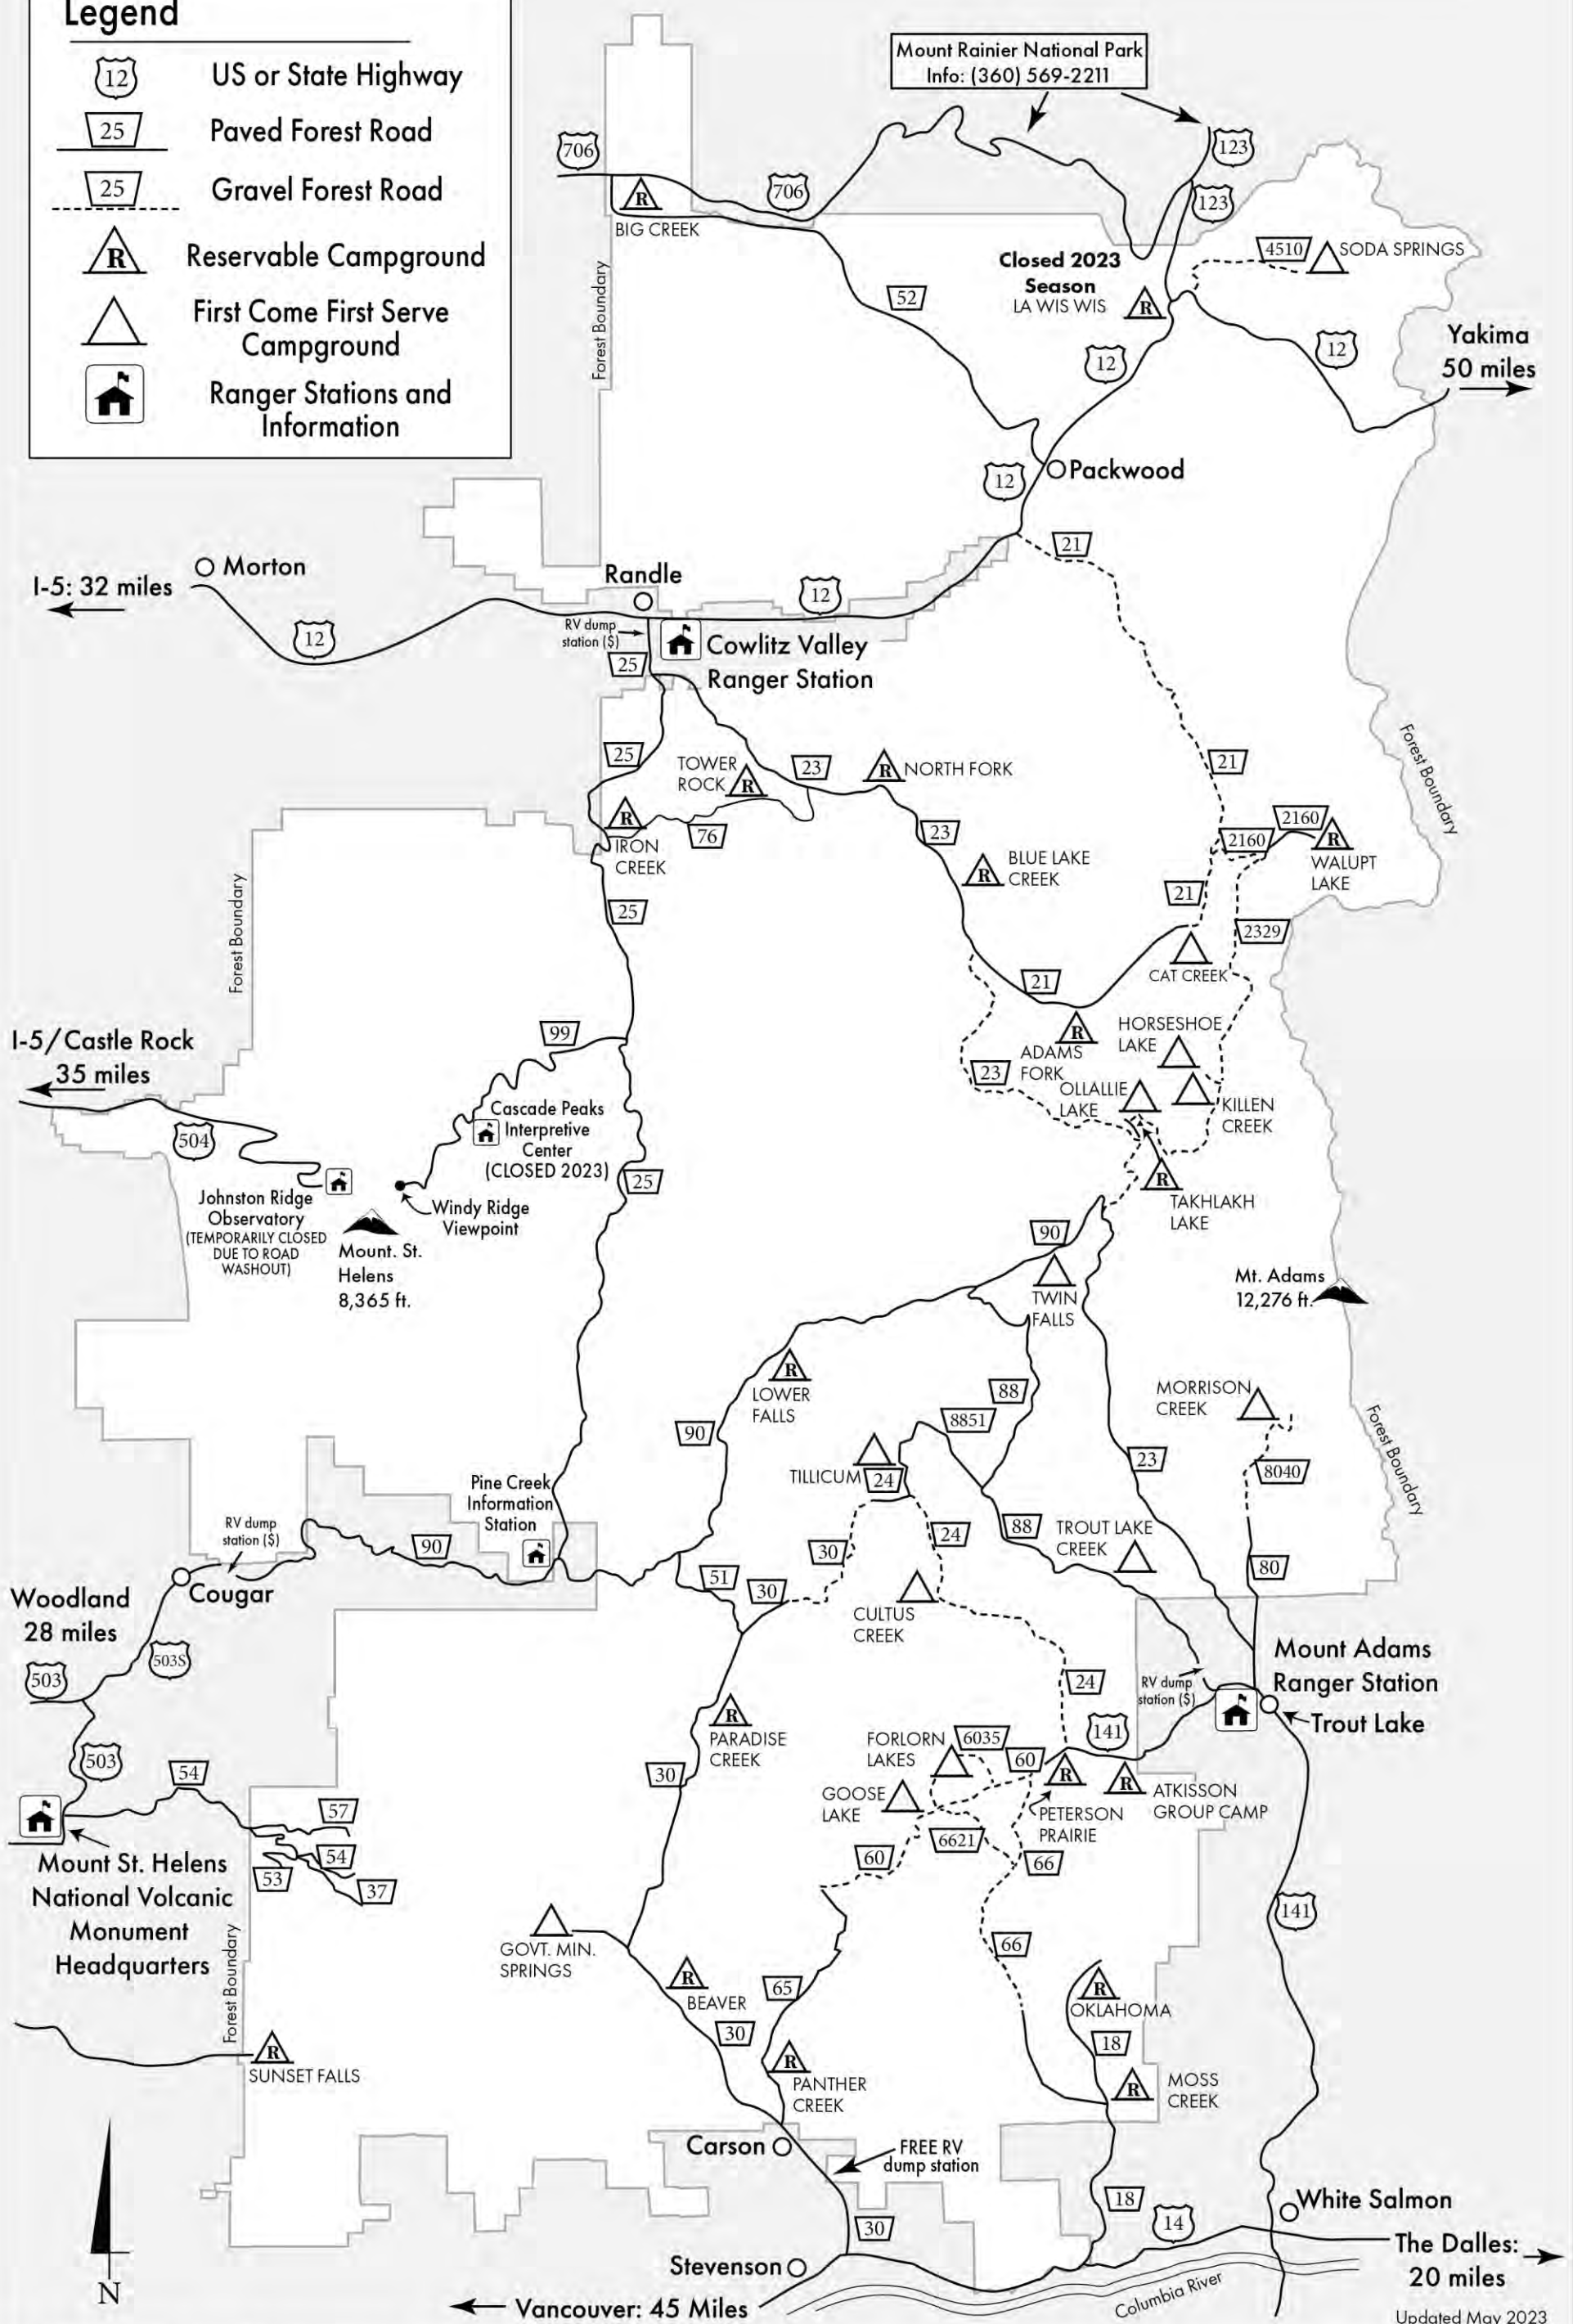 Legend
12
US or State Highway
25
Paved Forest Road
25
Gravel Forest Road
R
Reservable Campground
First Come First Serve
Campground
Ranger Stations and
Information
Mount Rainier National Park
Info: (360) 569-2211
706
706
123
123
R
BIG CREEK
Forest Boundary
52
4510
SODA SPRINGS
Closed 2023
Season
LA WIS WIS
R
12
12
Yakima
50 miles
12
Packwood
21
Morton
I-5: 32 miles
12
Randle
12
RV dump
station ($)
25
Cowlitz Valley
Ranger Station
25
TOWER
ROCK
R
23
R
NORTH FORK
21
Forest Boundary
R
IRON
CREEK
76
23
2160
2160
R
WALUPT
LAKE
R
BLUE LAKE
CREEK
21
25
2329
Forest Boundary
CAT CREEK
21
99
I-5/Castle Rock
35 miles
R
ADAMS
FORK
HORSESHOE
LAKE
23
OLLALLIE
LAKE
KILLEN
CREEK
504
Cascade Peaks
Interpretive
Center
(CLOSED 2023)
25
R
TAKHLAKH
LAKE
Johnston Ridge
Observatory
(TEMPORARILY CLOSED
DUE TO ROAD
WASHOUT)
Windy Ridge
Viewpoint
Mount. St.
Helens
8,365 ft.
90
TWIN
FALLS
Mt. Adams
12,276 ft.
R
LOWER
FALLS
88
MORRISON
CREEK
8851
90
Forest Boundary
TILLICUM
24
23
8040
Pine Creek
Information
Station
RV dump
station ($)
90
30
24
88
TROUT LAKE
CREEK
80
Cougar
51
30
CULTUS
CREEK
Woodland
28 miles
503
503S
Mount Adams
Ranger Station
RV dump
station ($)
24
Trout Lake
R
PARADISE
CREEK
FORLORN
LAKES
6035
60
141
503
54
30
GOOSE
LAKE
R
PETERSON
PRAIRIE
R
ATKISSON
GROUP CAMP
57
54
53
37
6621
60
66
Mount St. Helens
National Volcanic
Monument
Headquarters
Forest Boundary
141
GOVT. MIN.
SPRINGS
66
R
BEAVER
65
R
OKLAHOMA
30
18
R
SUNSET FALLS
R
PANTHER
CREEK
R
MOSS
CREEK
Carson
FREE RV
dump station
18
White Salmon
14
30
The Dalles:
20 miles
Stevenson
N
Vancouver: 45 Miles
Columbia River
Updated May 2023